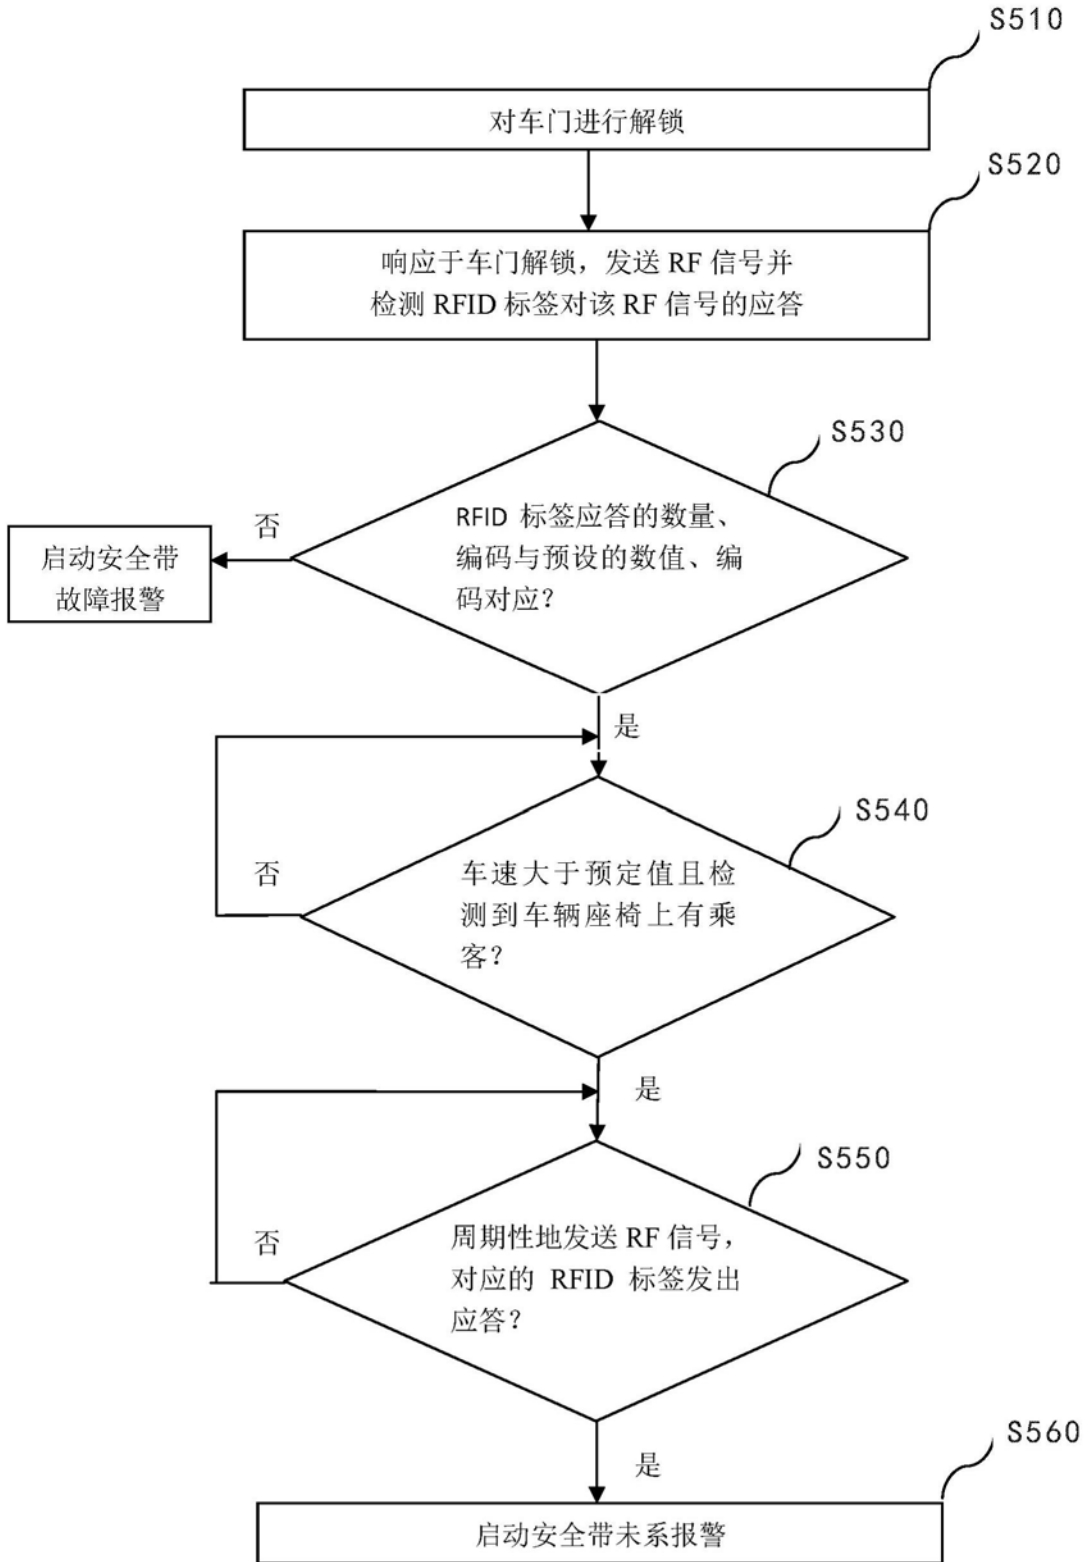 S510
对车门进行解锁
S520
响应于车门解锁，发送 RF 信号并
检测 RFID 标签对该 RF 信号的应答
S530
RFID 标签应答的数量、
编码与预设的数值、编
码对应？
否
启动安全带
故障报警
是
S540
车速大于预定值且检
测到车辆座椅上有乘
客？
否
是
S550
周期性地发送 RF 信号，
对应的 RFID 标签发出
应答？
否
是
S560
启动安全带未系报警